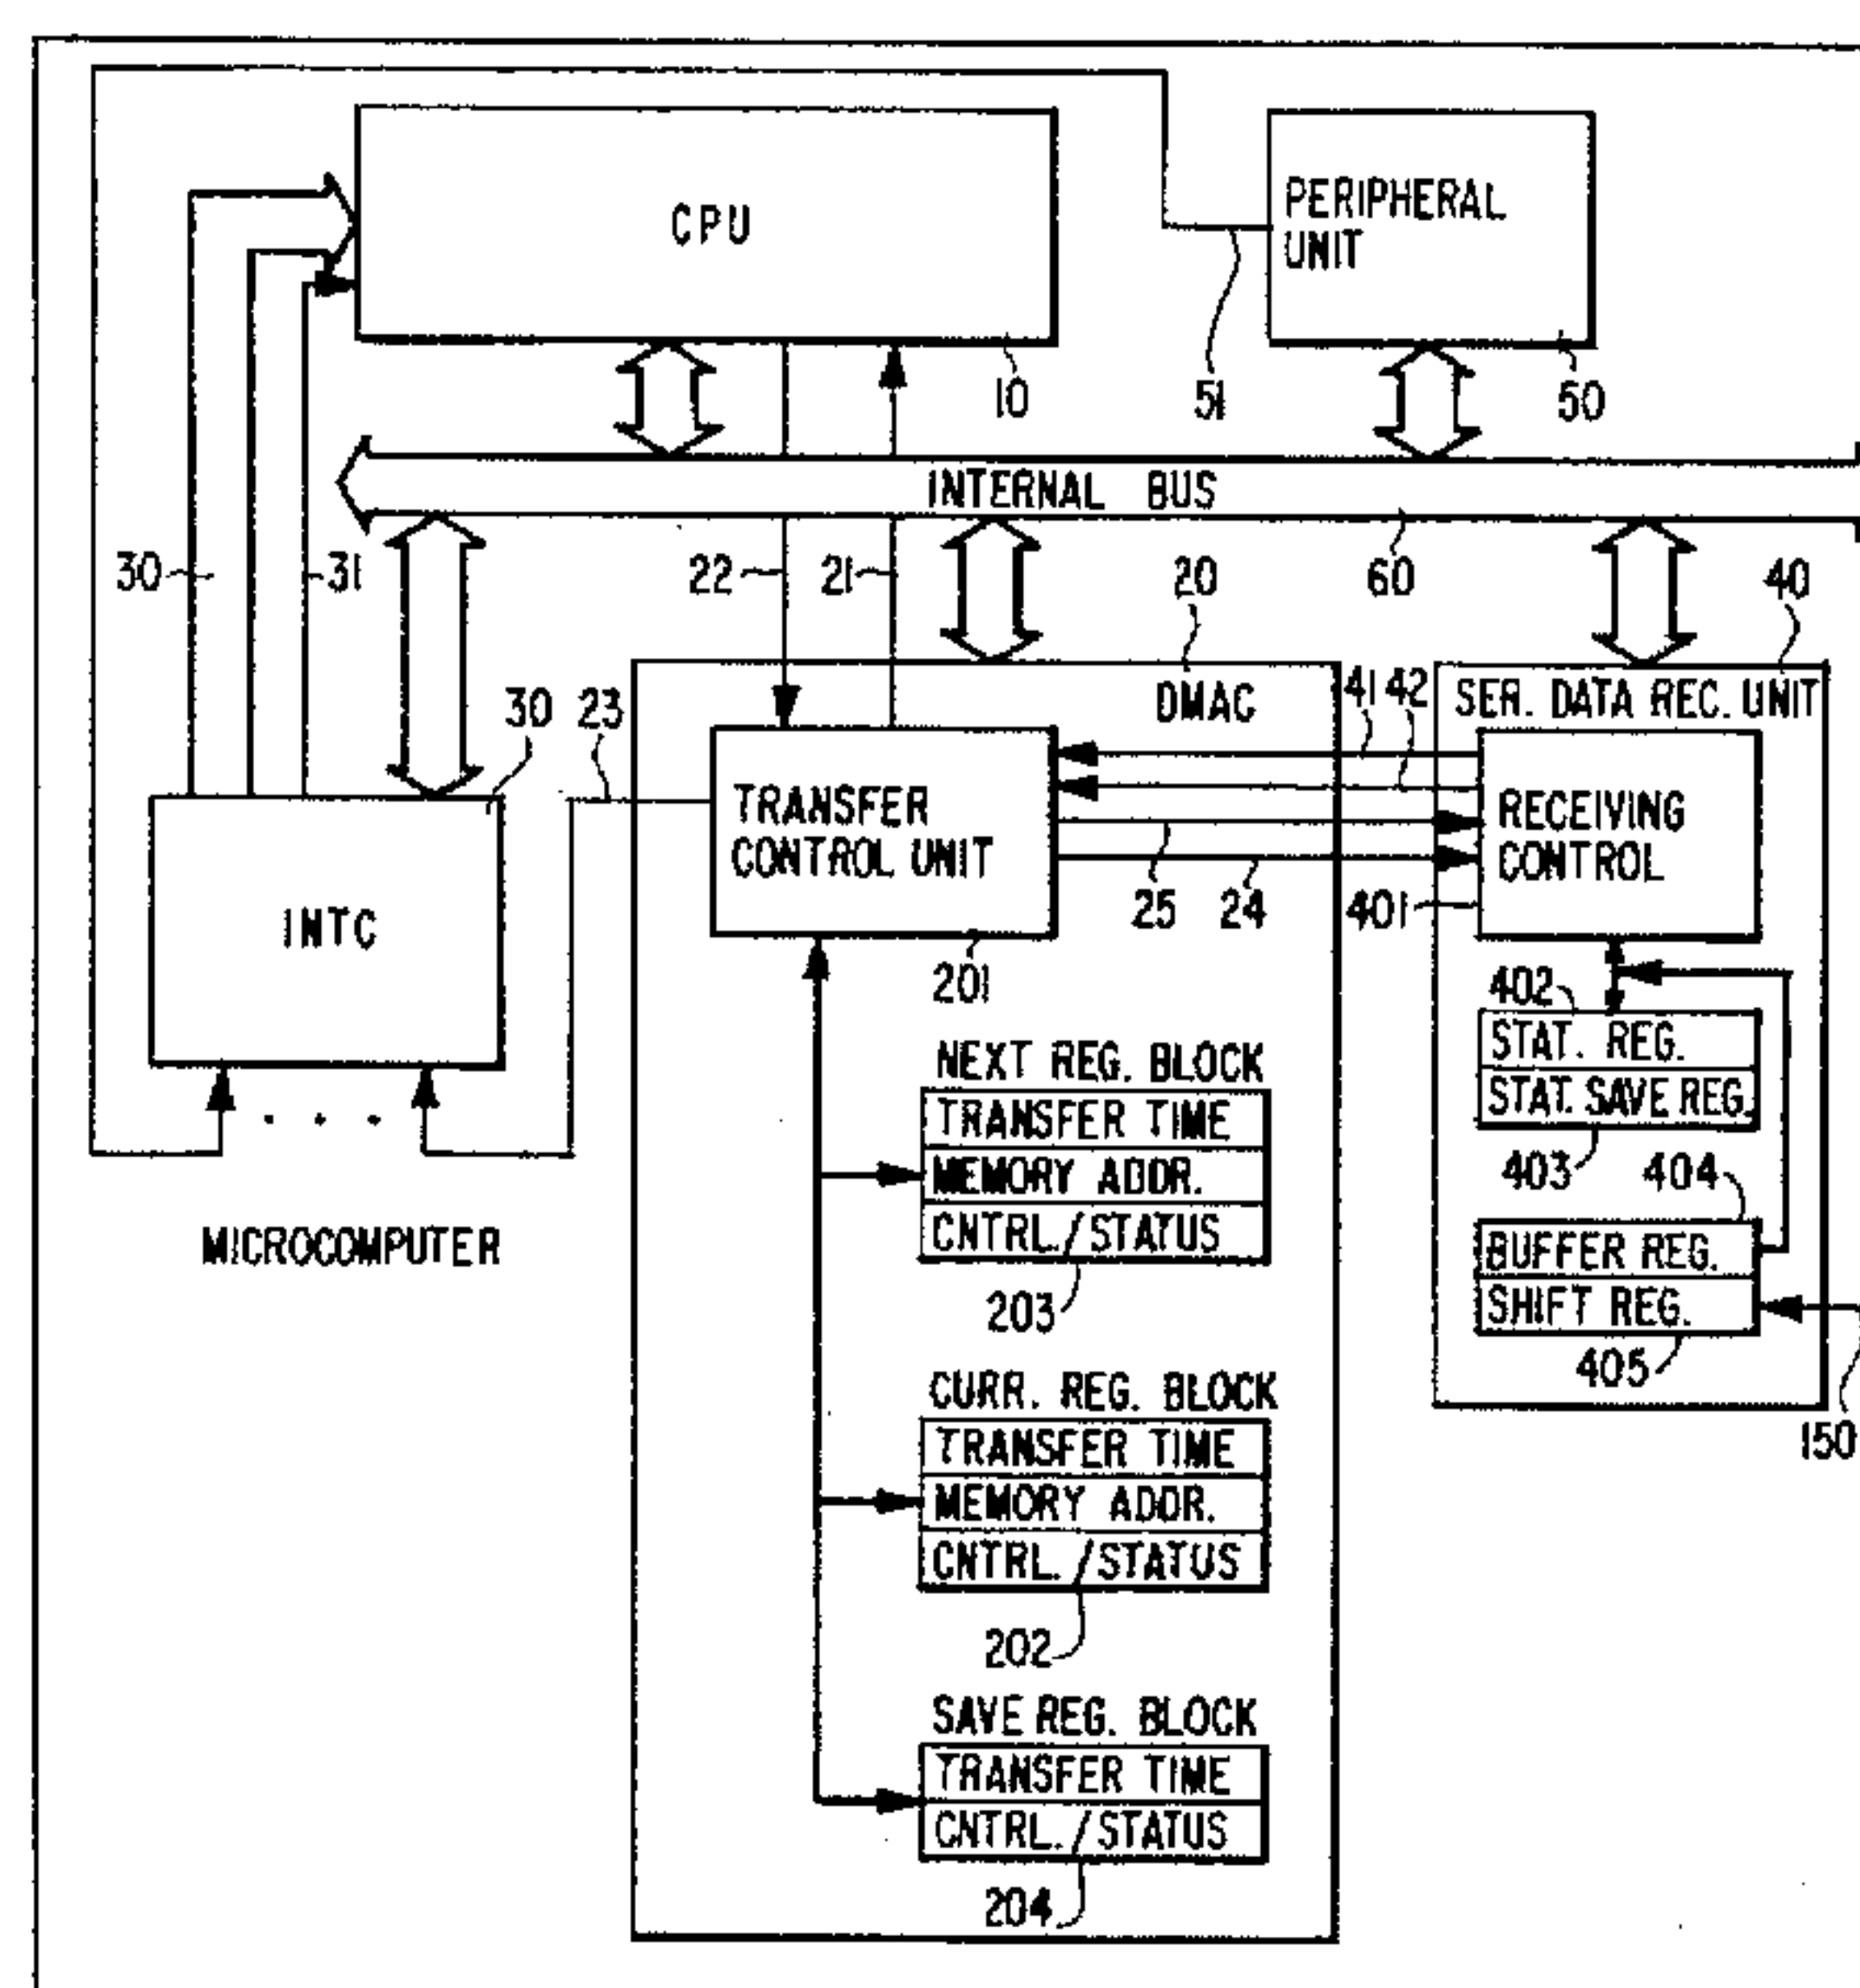 CPU
PERIPHERAL
UNIT
10
51
50
INTERNAL BUS
30
31
22
21
20
60
40
30
23
DMAC
41
42
SER. DATA REC. UNIT
TRANSFER
CONTROL UNIT
RECEIVING
CONTROL
25
24
401
INTC
201
402
STAT. REG.
STAT. SAVE REG.
403
404
NEXT REG. BLOCK
TRANSFER TIME
MEMORY ADDR.
CNTRL./STATUS
203
MICROCOMPUTER
BUFFER REG.
SHIFT REG.
405
150
CURR. REG. BLOCK
TRANSFER TIME
MEMORY ADDR.
CNTRL./STATUS
202
SAVE REG. BLOCK
TRANSFER TIME
CNTRL./STATUS
204